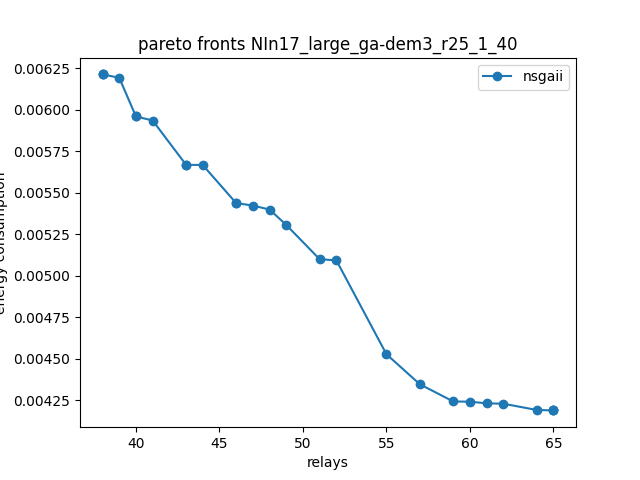 pareto fronts NIn17_large_ga-dem3_r25_1_40
nsgaii
0.00625
0.00600
0.00575
0.00550
0.00525
0.00500
0.00475
0.00450
0.00425
energy consumption
40 45 50 55 60 65
relays